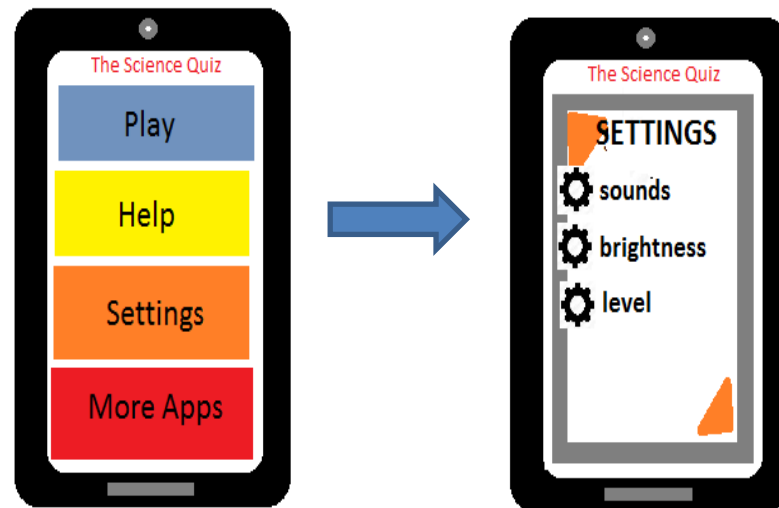 The Science Quiz
Play
Help
Settings
More Apps
The Science Quiz
SETTINGS
sounds
brightness
level